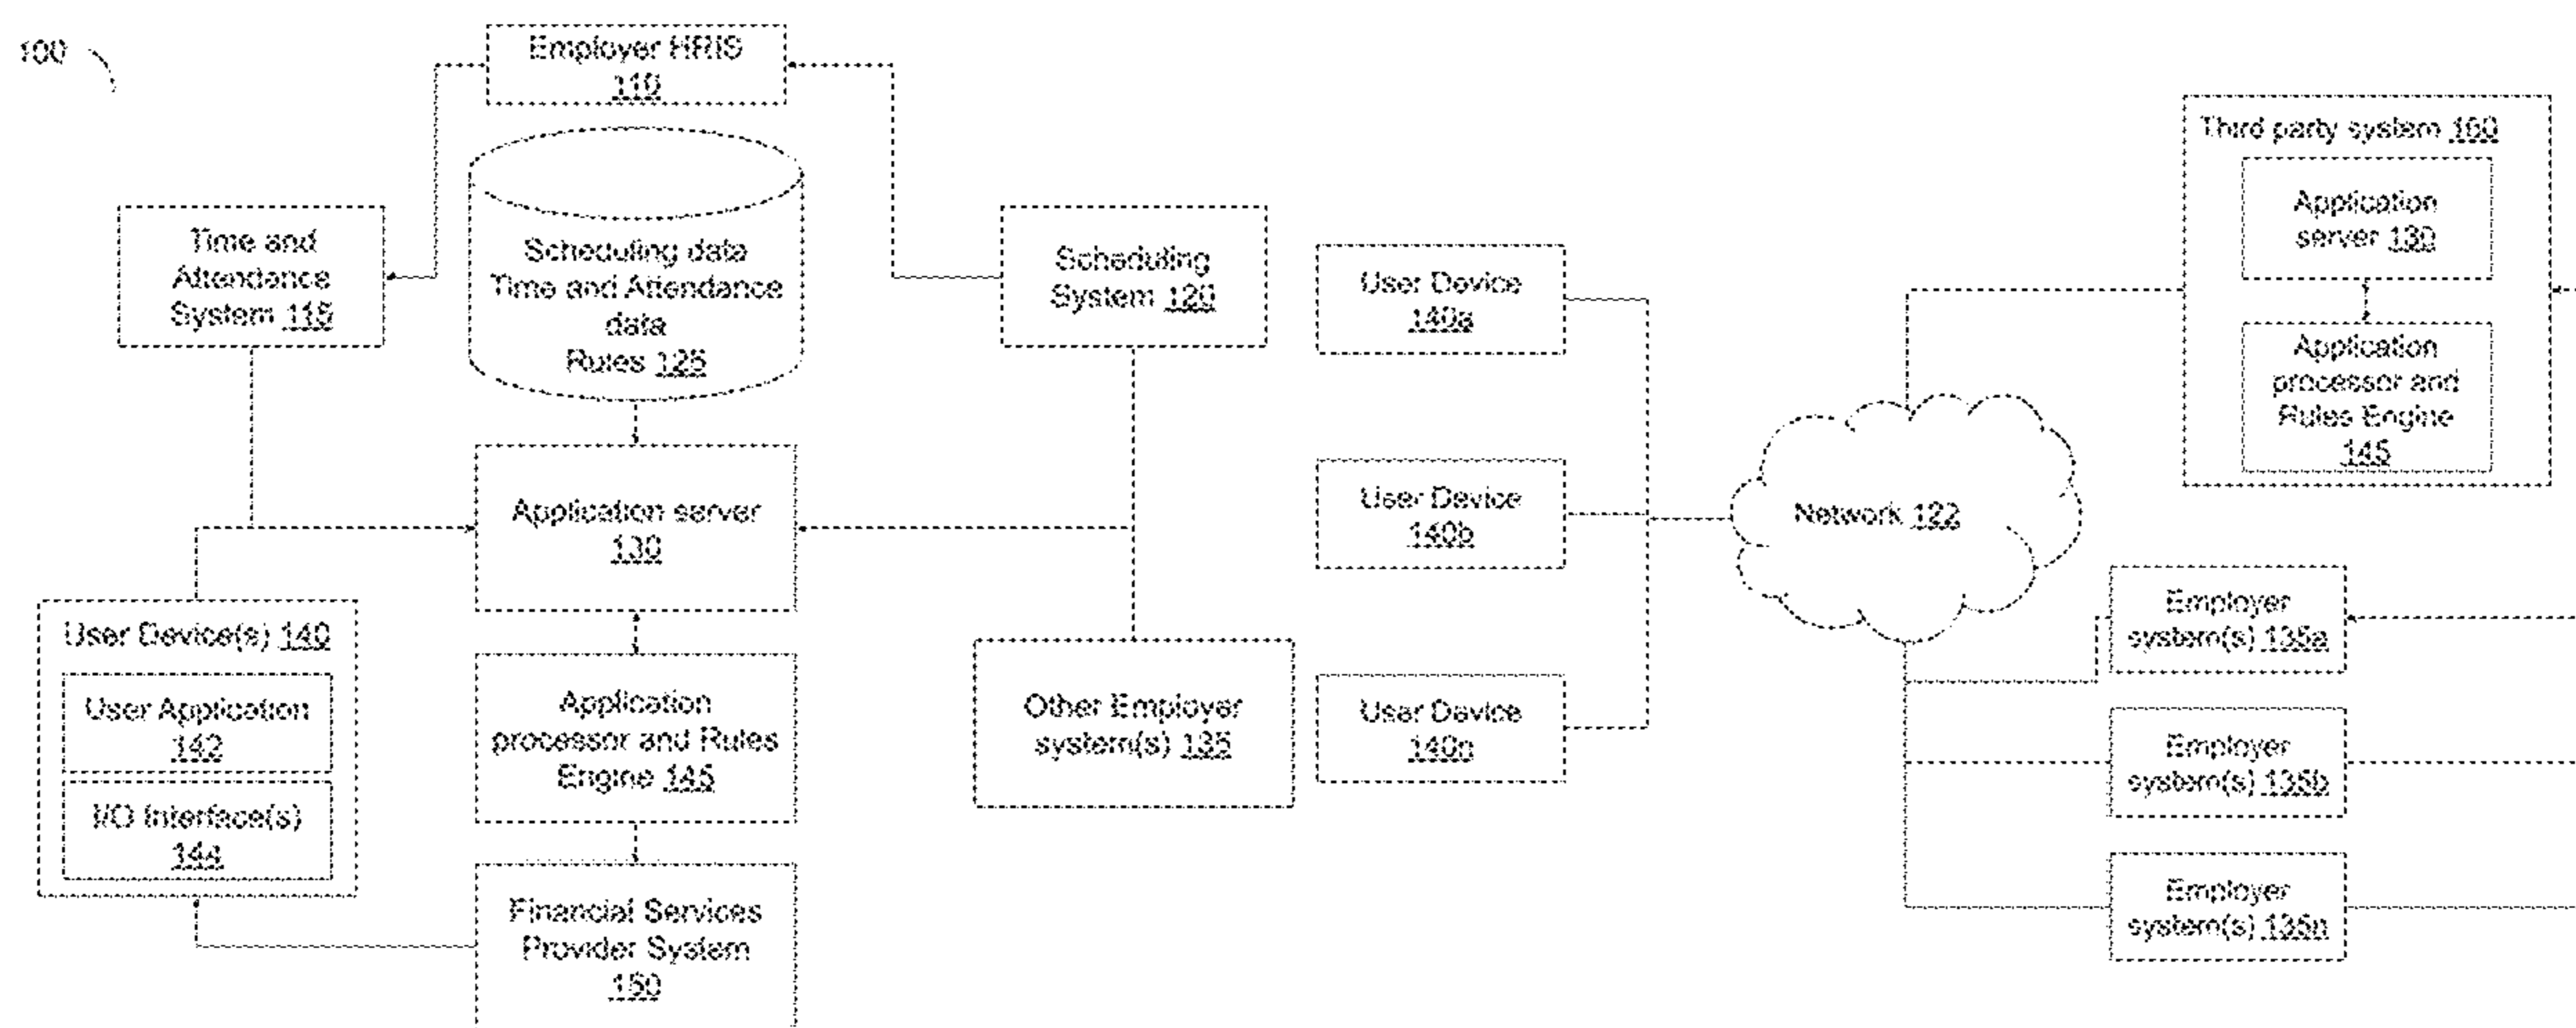 100
Employer HRIS
110
Time and
Attendance
System 115
Scheduling data
Time and Attendance
data
Rules 125
Scheduling
System 120
Application server
130
User Device(s) 140
User Application
142
I/O Interface(s)
144
Application
processor and Rules
Engine 145
Other Employer
system(s) 135
Financial Services
Provider System
150
User Device
140a
User Device
140b
User Device
140n
Network 122
Third party system 160
Application
server 130
Application
processor and
Rules Engine
145
Employer
system(s) 135a
Employer
system(s) 135b
Employer
system(s) 135n